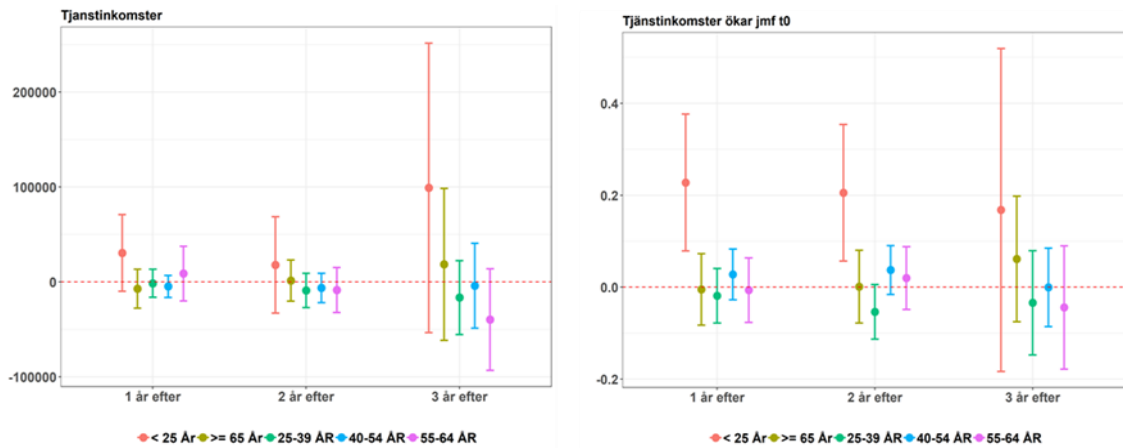 Tjanstinkomster
200000
100000
0
-100000
1 år efter 2 år efter 3 år efter
< 25 År >= 65 År 25-39 ÅR 40-54 ÅR 55-64 ÅR
Tjänstinkomster ökar jmf t0
0.4
0.2
0.0
-0.2
1 år efter 2 år efter 3 år efter
< 25 År >= 65 År 25-39 ÅR 40-54 ÅR 55-64 ÅR